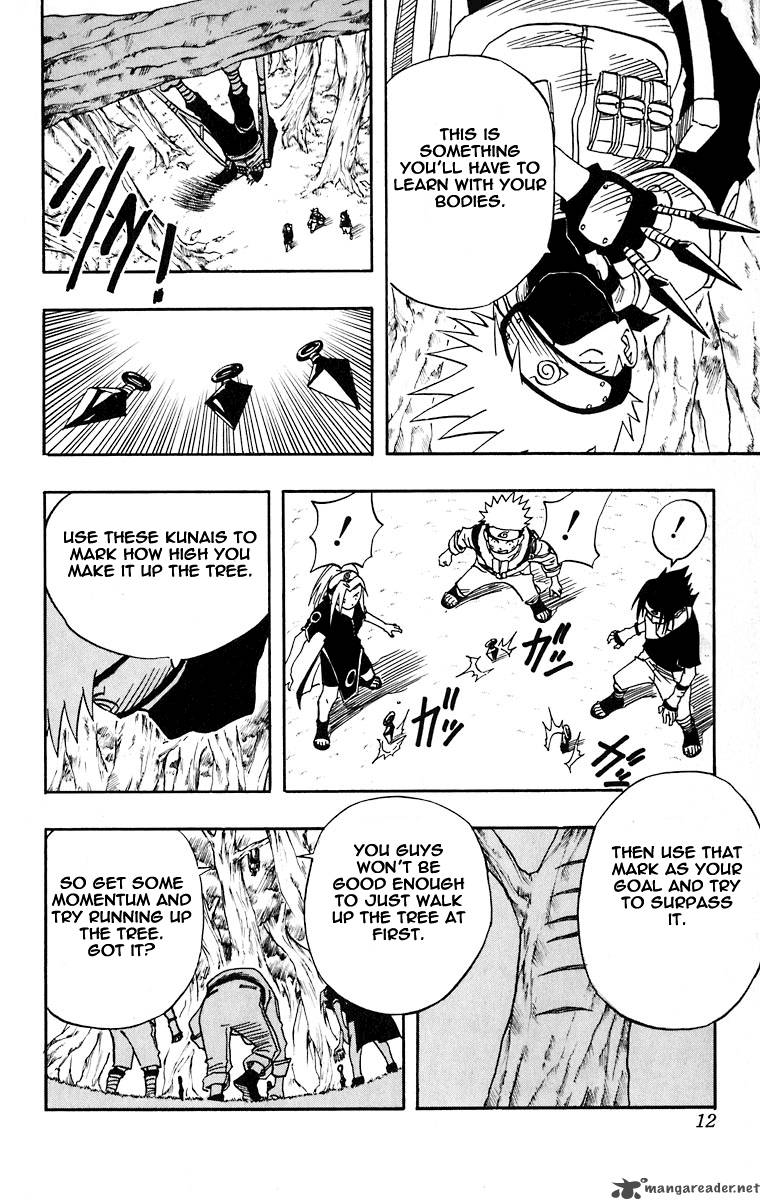 THIS IS
SOMETHING
YOU'LL HAVE TO
LEARN WITH YOUR
BODIES.
!
!
!
ガッ
ガッ
USE THESE KUNAIS TO
MARK HOW HIGH YOU
MAKE IT UP THE TREE.
THEN USE THAT
MARK AS YOUR
GOAL AND TRY
TO SURPASS
IT.
YOU GUYS
WON'T BE
GOOD ENOUGH
TO JUST WALK
UP THE TREE AT
FIRST.
SO GET SOME
MOMENTUM AND
TRY RUNNING UP
THE TREE.
GOT IT?
12
mangareader.net